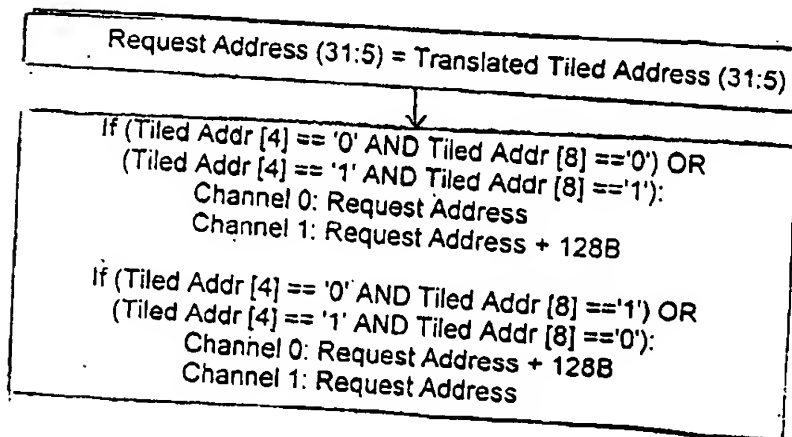 Request Address (31:5) = Translated Tiled Address (31:5)
If (Tiled Addr [4] == '0' AND Tiled Addr [8] =='0') OR
(Tiled Addr [4] == '1' AND Tiled Addr [8] =='1'):
Channel 0: Request Address
Channel 1: Request Address + 128B
If (Tiled Addr [4] == '0' AND Tiled Addr [8] =='1') OR
(Tiled Addr [4] == '1' AND Tiled Addr [8] =='0'):
Channel 0: Request Address + 128B
Channel 1: Request Address